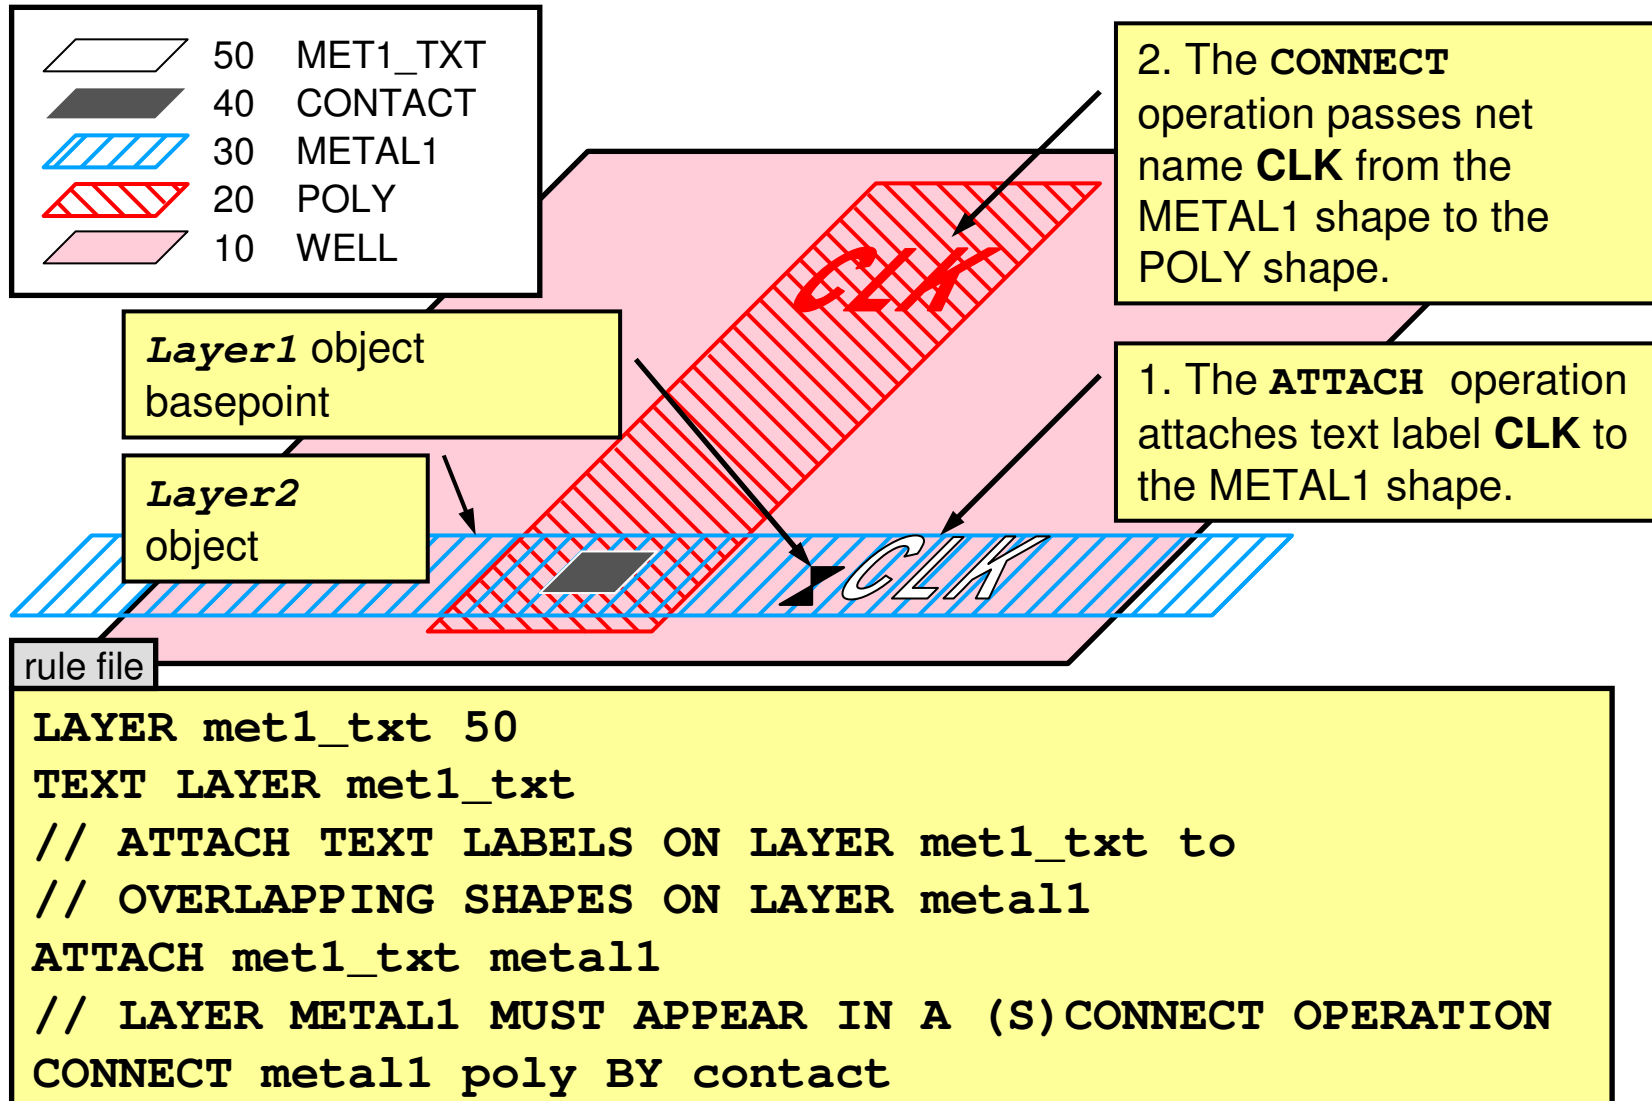 50 MET1_TXT
40 CONTACT
30 METAL1
20 POLY
10 WELL
2. The CONNECT
operation passes net
name CLK from the
METAL1 shape to the
POLY shape.
CLK
Layer1 object
basepoint
1. The ATTACH operation
attaches text label CLK to
the METAL1 shape.
Layer2
object
CLK
rule file
LAYER met1_txt 50
TEXT LAYER met1_txt
// ATTACH TEXT LABELS ON LAYER met1_txt to
// OVERLAPPING SHAPES ON LAYER metal1
ATTACH met1_txt metal1
// LAYER METAL1 MUST APPEAR IN A (S)CONNECT OPERATION
CONNECT metal1 poly BY contact